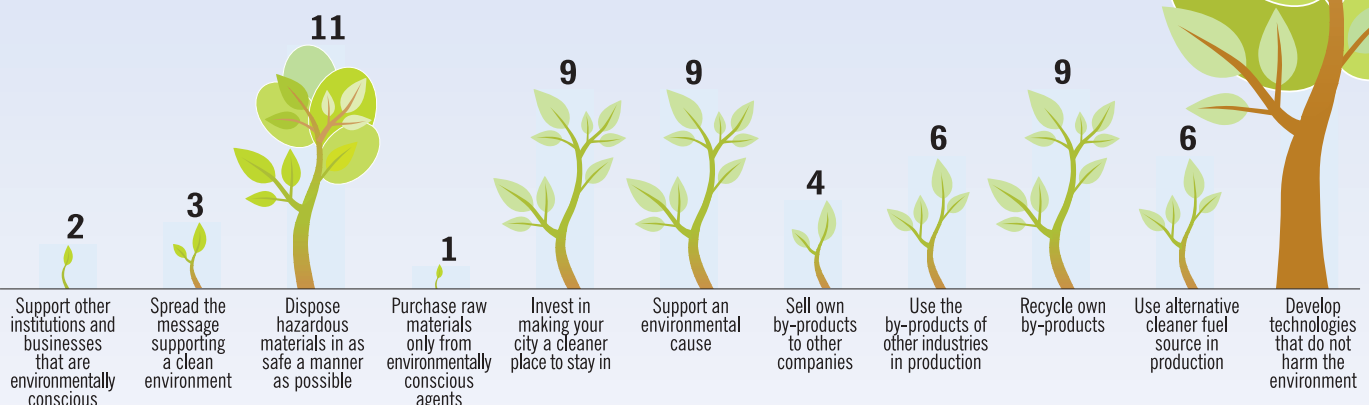 2
Support other
institutions and
businesses
that are
environmentally
conscious
3
Spread the
message
supporting
a clean
environment
11
Dispose
hazardous
materials in as
safe a manner
as possible
1
Purchase raw
materials
only from
environmentally
conscious
agents
9
Invest in
making your
city a cleaner
place to stay in
9
Support an
environmental
cause
4
Sell own
by-products
to other
companies
6
Use the
by-products of
other industries
in production
9
Recycle own
by-products
6
Use alternative
cleaner fuel
source in
production
Develop
technologies
that do not
harm the
environment